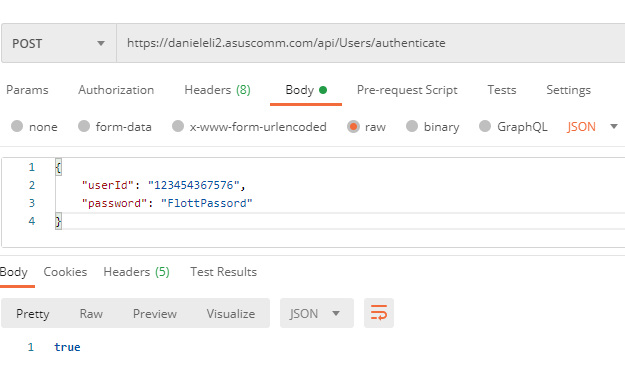 POST https://danieleli2.asuscomm.com/api/Users/authenticate
Params Authorization Headers (8) Body Pre-request Script Tests Settings
none form-data x-www-form-urlencoded raw binary GraphQL JSON
1 {
2 "userId": "123454367576",
3 "password": "FlottPassord"
4 }
Body Cookies Headers (5) Test Results
Pretty Raw Preview Visualize JSON
1 true